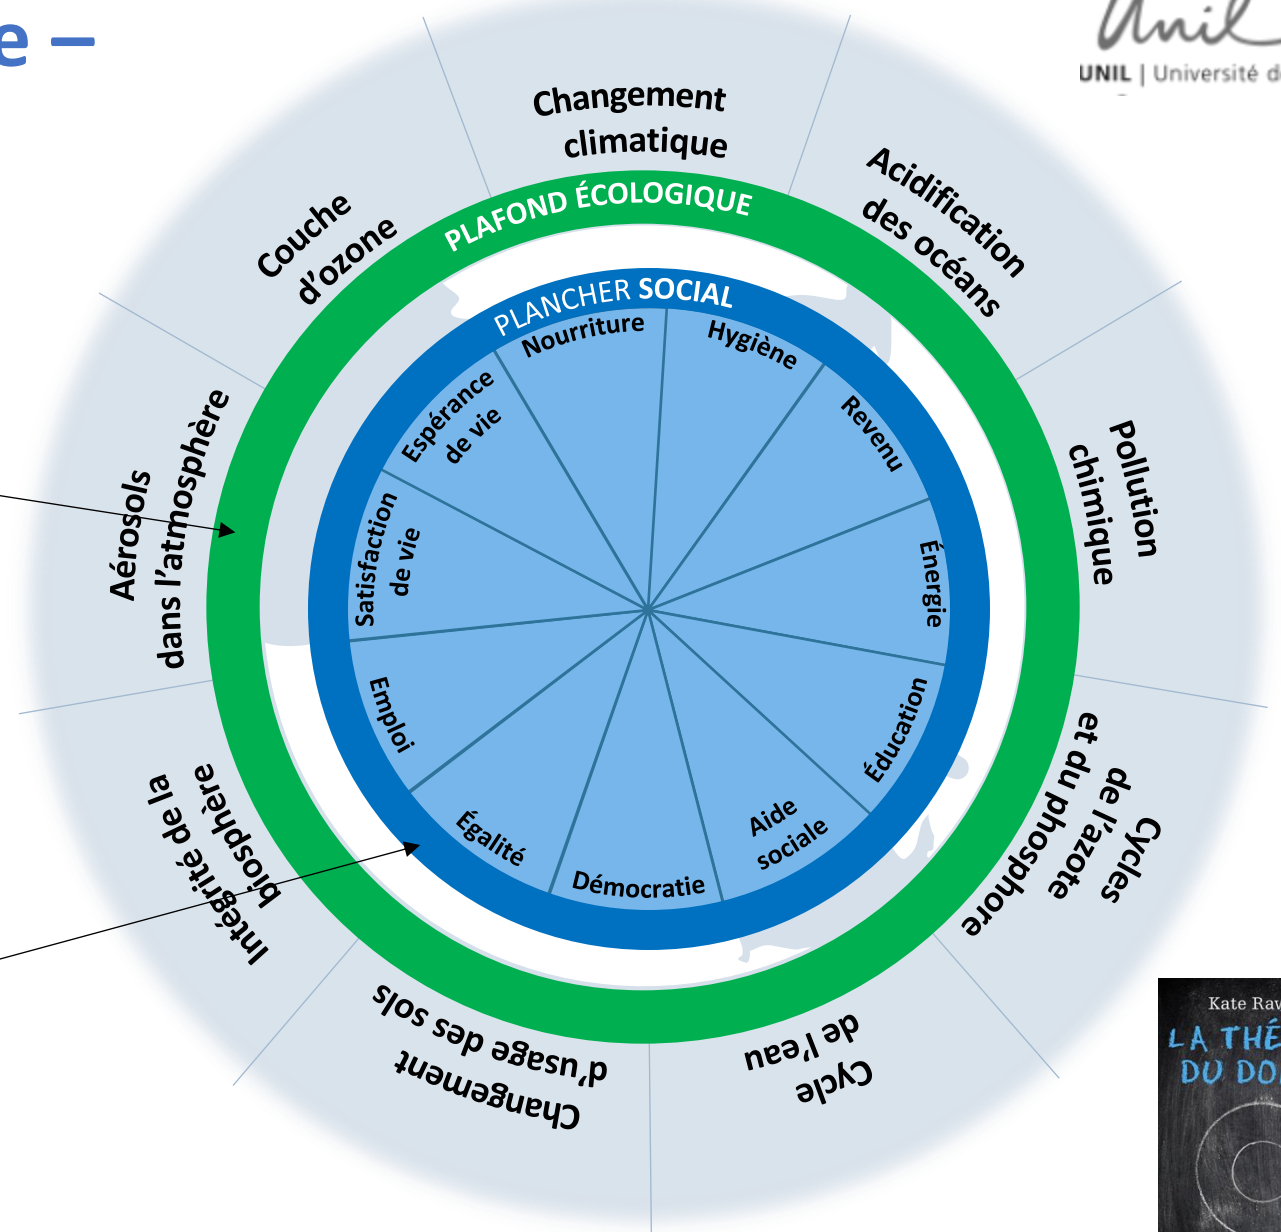 e –
unil
UNIL | Université d
Changement
climatique
Acidification
des océans
Pollution
chimique
Cycles
de l'azote
et du phosphore
Cycle
de l'eau
Changement
d'usage des sols
Intégrité de la
biosphère
Aérosols
dans l'atmosphère
Couche
d'ozone
PLAFOND ÉCOLOGIQUE
PLANCHER SOCIAL
Nourriture
Hygiène
Revenu
Énergie
Éducation
Aide
sociale
Démocratie
Égalité
Emploi
Satisfaction
de vie
Espérance
de vie
Kate Raw
LA THÉ
DU DO